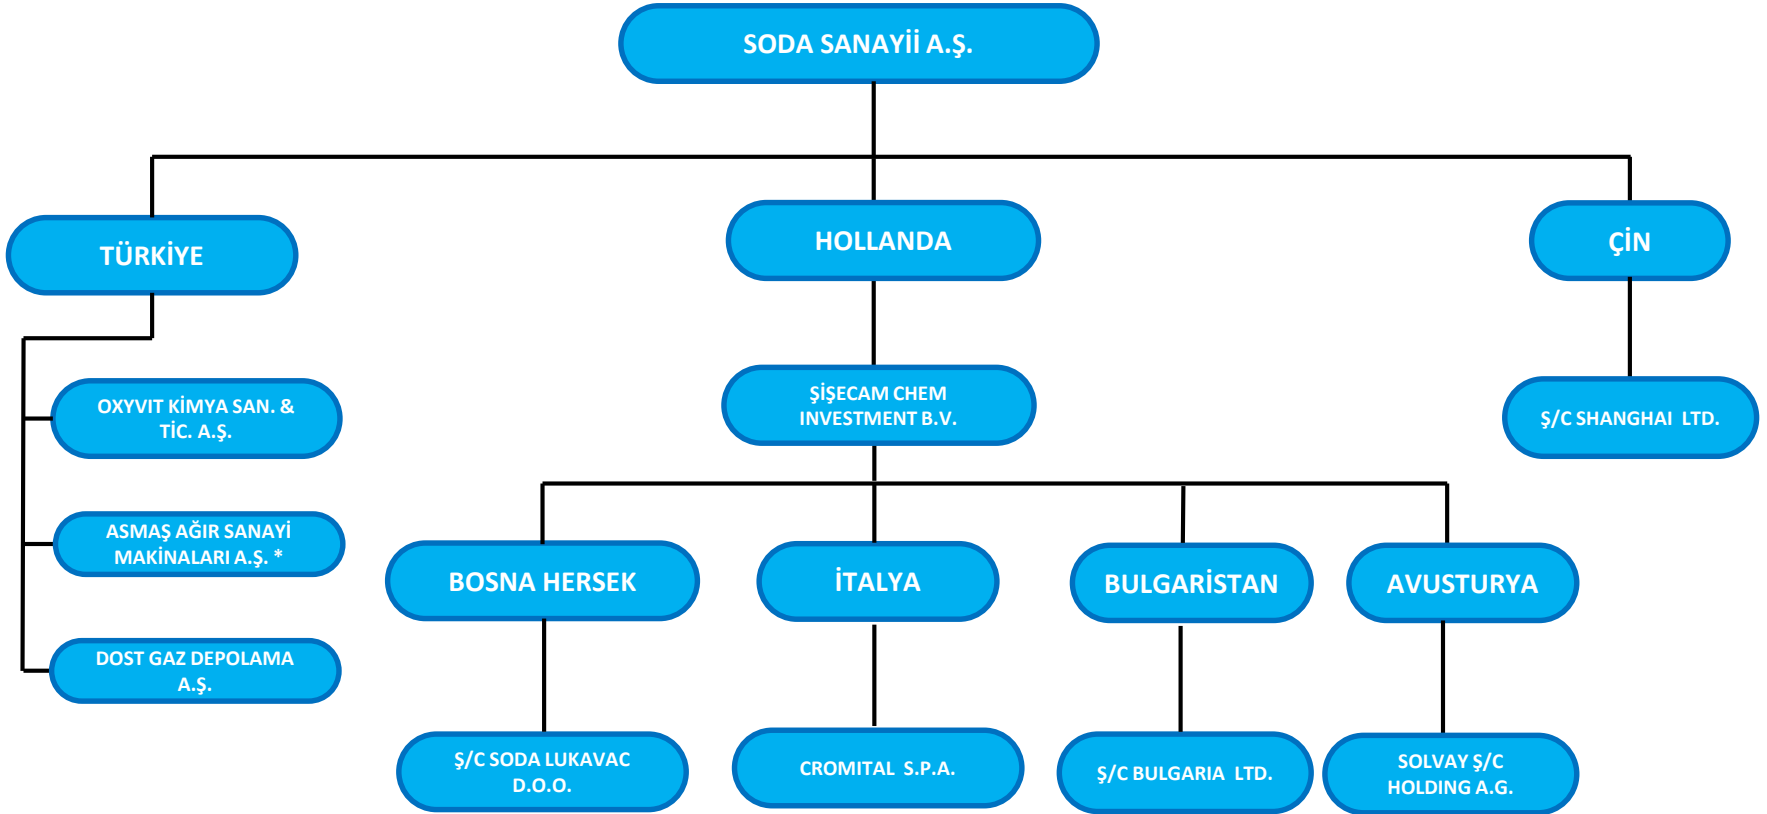 SODA SANAYİİ A.Ş.
TÜRKİYE
HOLLANDA
ÇİN
OXYVIT KİMYA SAN. &
TİC. A.Ş.
ASMAŞ AĞIR SANAYİ
MAKİNALARI A.Ş. *
DOST GAZ DEPOLAMA
A.Ş.
ŞİŞECAM CHEM
INVESTMENT B.V.
Ş/C SHANGHAI LTD.
BOSNA HERSEK
İTALYA
BULGARİSTAN
AVUSTURYA
Ş/C SODA LUKAVAC
D.O.O.
CROMITAL S.P.A.
Ş/C BULGARIA LTD.
SOLVAY Ş/C
HOLDING A.G.